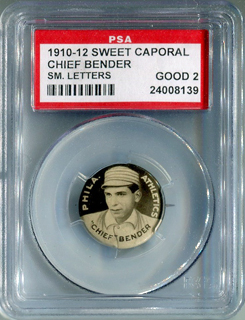 PSA
1910-12 SWEET CAPORAL
CHIEF BENDER
SM. LETTERS GOOD 2
24008139
PHILA. ATHLETICS
"CHIEF" BENDER